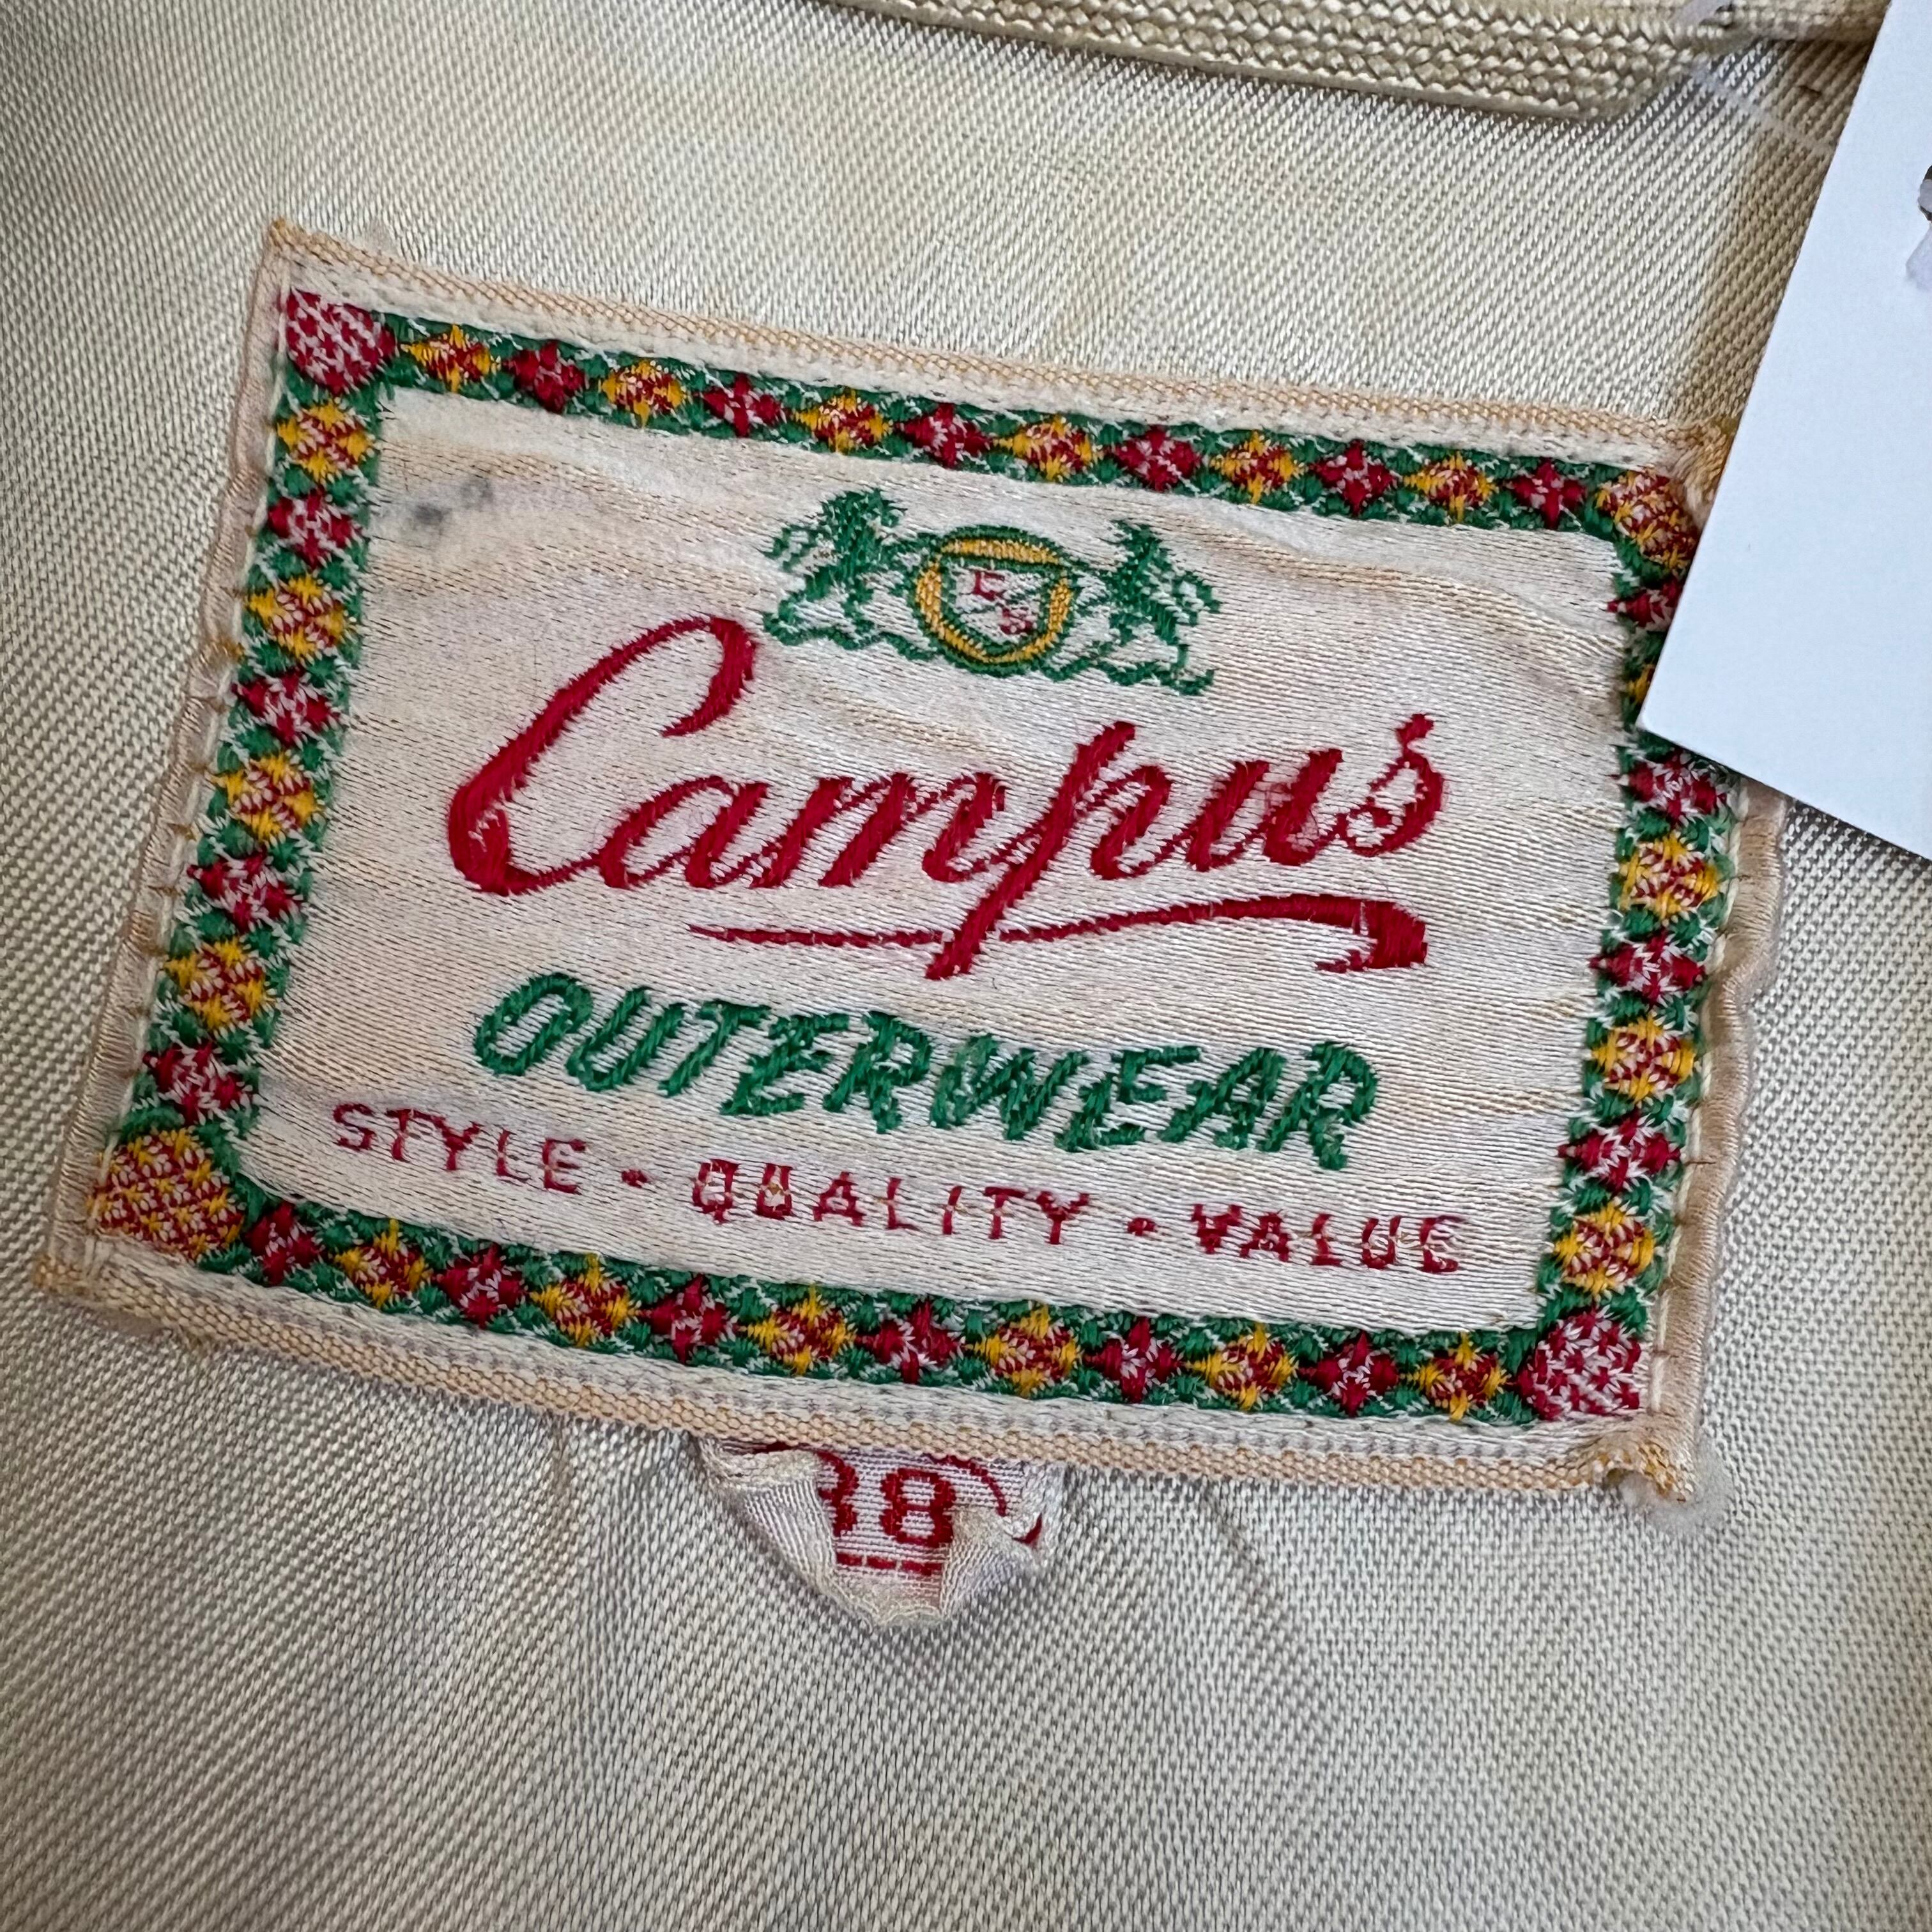 Campus
OUTERWEAR
STYLE - QUALITY - VALUE
38